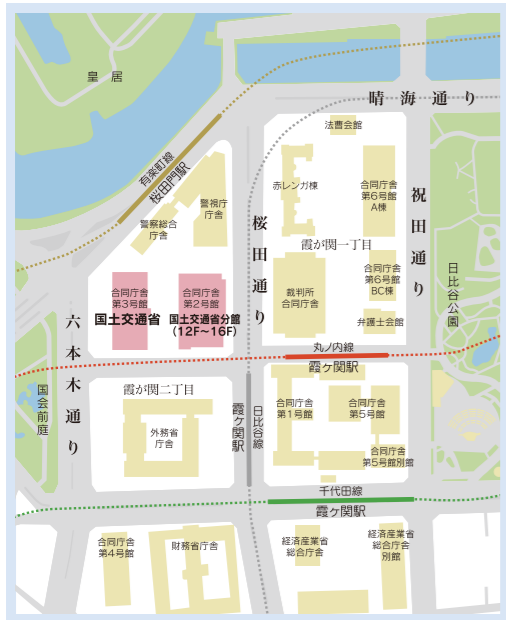 皇居
晴海通り
法曹会館
有楽町線
桜田門駅
赤レンガ棟
合同庁舎
第6号館
A棟
祝田通り
警視庁
庁舎
警察総合
庁舎
桜田通り
霞が関一丁目
合同庁舎
第6号館
BC棟
日比谷公園
合同庁舎
第3号館
国土交通省
合同庁舎
第2号館
国土交通省分館
（12F～16F）
裁判所
合同庁舎
弁護士会館
六本木通り
丸ノ内線
霞ケ関駅
国会前庭
霞が関二丁目
外務省
庁舎
霞ケ関駅
日比谷線
合同庁舎
第1号館
合同庁舎
第5号館
合同庁舎
第5号館別館
千代田線
霞ケ関駅
合同庁舎
第4号館
財務省庁舎
経済産業省
総合庁舎
経済産業省
総合庁舎
別館